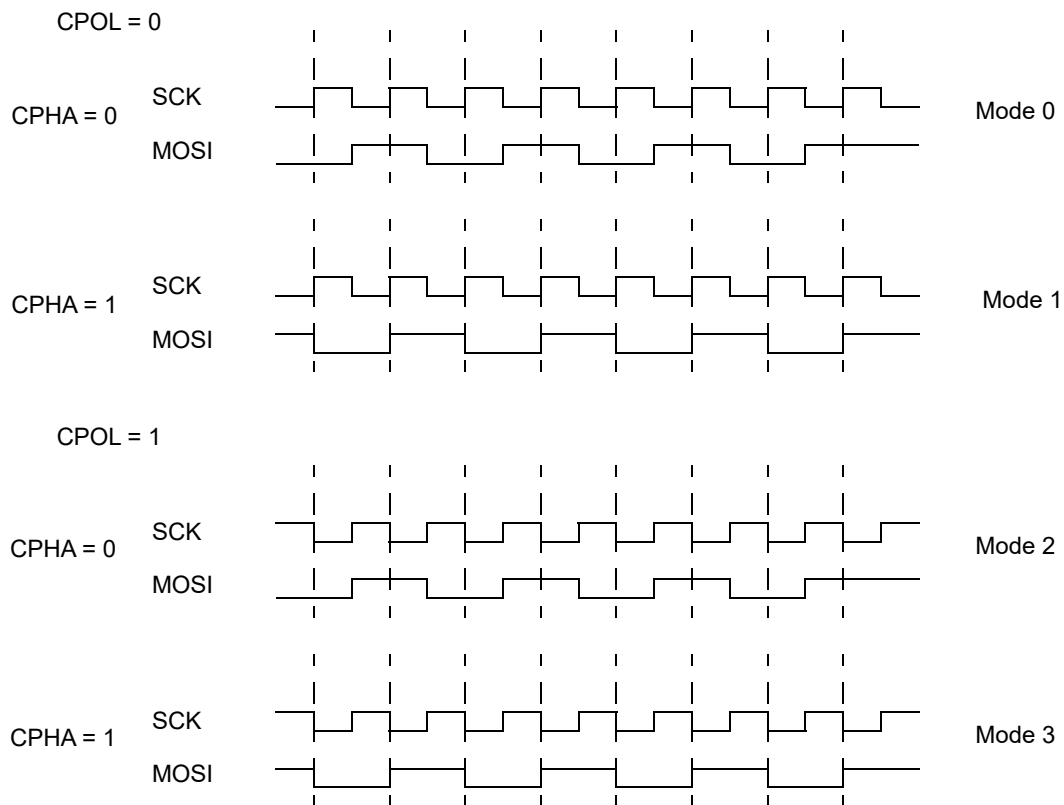 CPOL = 0
SCK
CPHA = 0
Mode 0
MOSI
SCK
CPHA = 1
Mode 1
MOSI
CPOL = 1
SCK
CPHA = 0
Mode 2
MOSI
SCK
CPHA = 1
Mode 3
MOSI